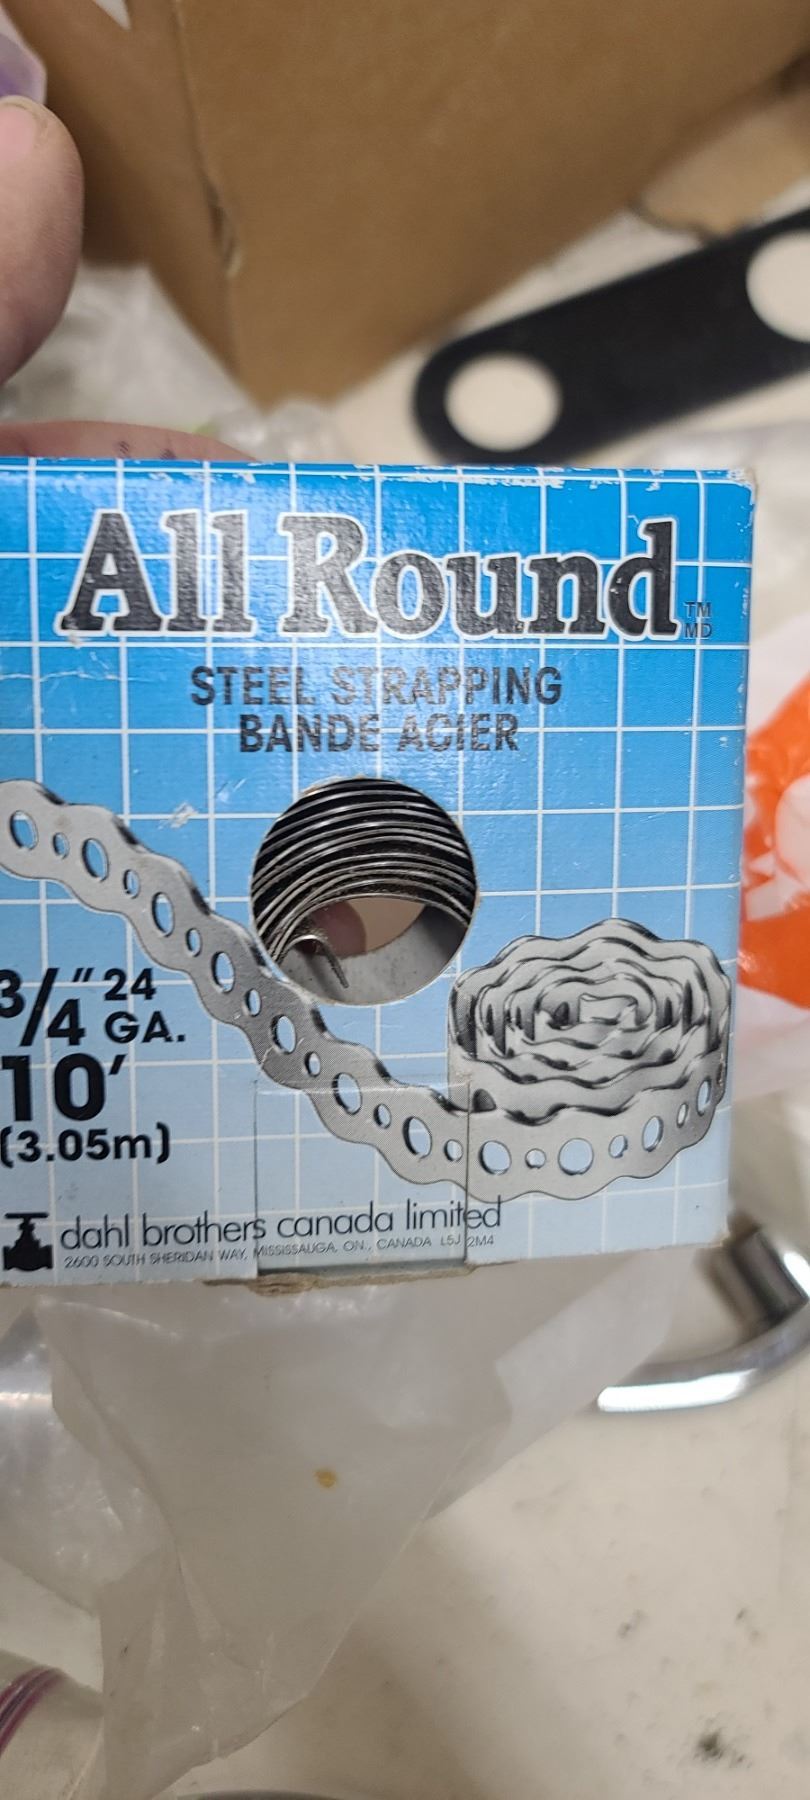 All Round TM
MD
STEEL STRAPPING
BANDE ACIER
3/4" 24
GA.
10'
(3.05m)
dahl brothers canada limited
2600 SOUTH SHERIDAN WAY, MISSISSAUGA, ON., CANADA L5J 2M4